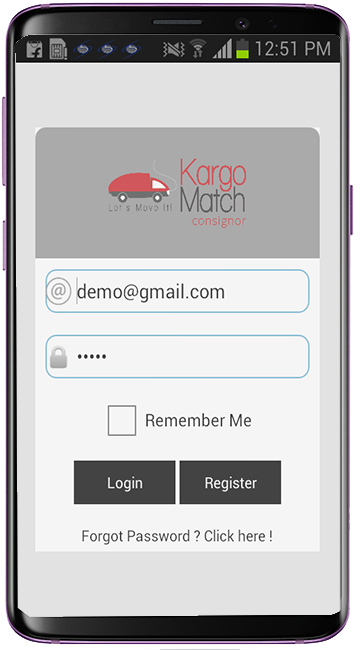 12:51 PM
Kargo
Match
Let's Move It!
consignor
@ demo@gmail.com
•••••
Remember Me
Login Register
Forgot Password ? Click here !